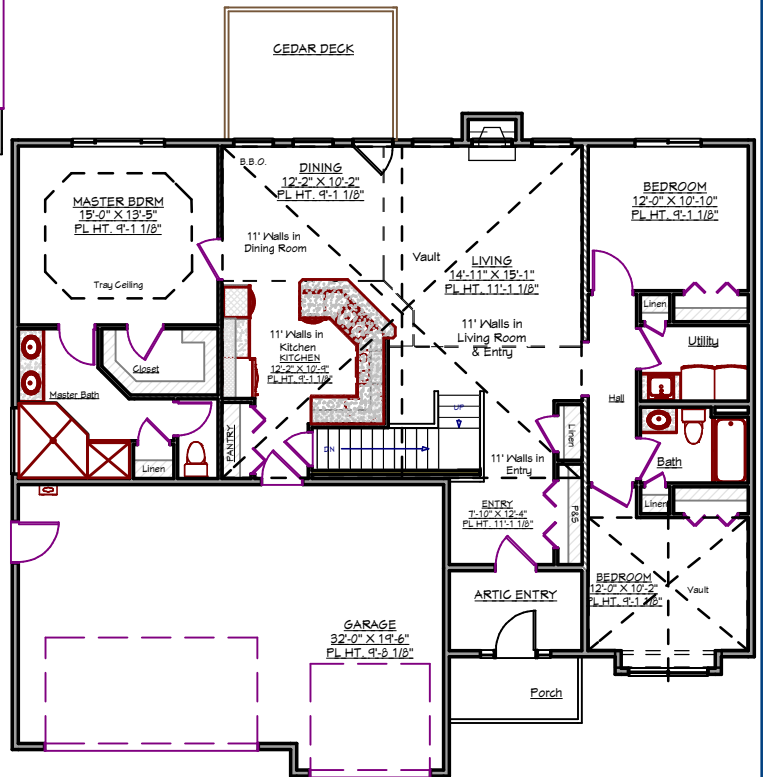 CEDAR DECK
B.B.O.
DINING
12'-2" X 10'-2"
PL HT. 9'-1 1/8"
MASTER BDRM
15'-0" X 13'-5"
PL HT. 9'-1 1/8"
Tray Ceiling
11' Walls in
Dining Room
Vault
LIVING
14'-11" X 15'-1"
PL HT. 11'-1 1/8"
11' Walls in
Living Room
& Entry
BEDROOM
12'-0" X 10'-10"
PL HT. 9'-1 1/8"
Linen
Utility
11' Walls in
Kitchen
KITCHEN
12'-2" X 10'-9"
PL HT. 9'-1 1/8"
Closet
Master Bath
Hall
UP
DN
PANTRY
Linen
Linen
11' Walls in
Entry
Bath
Linen
ENTRY
7'-10" X 12'-4"
PL HT. 11'-1 1/8"
P&S
ARTIC ENTRY
BEDROOM
12'-0" X 10'-2"
PL HT. 9'-1 1/8"
Vault
GARAGE
32'-0" X 19'-6"
PL HT. 9'-8 1/8"
Porch